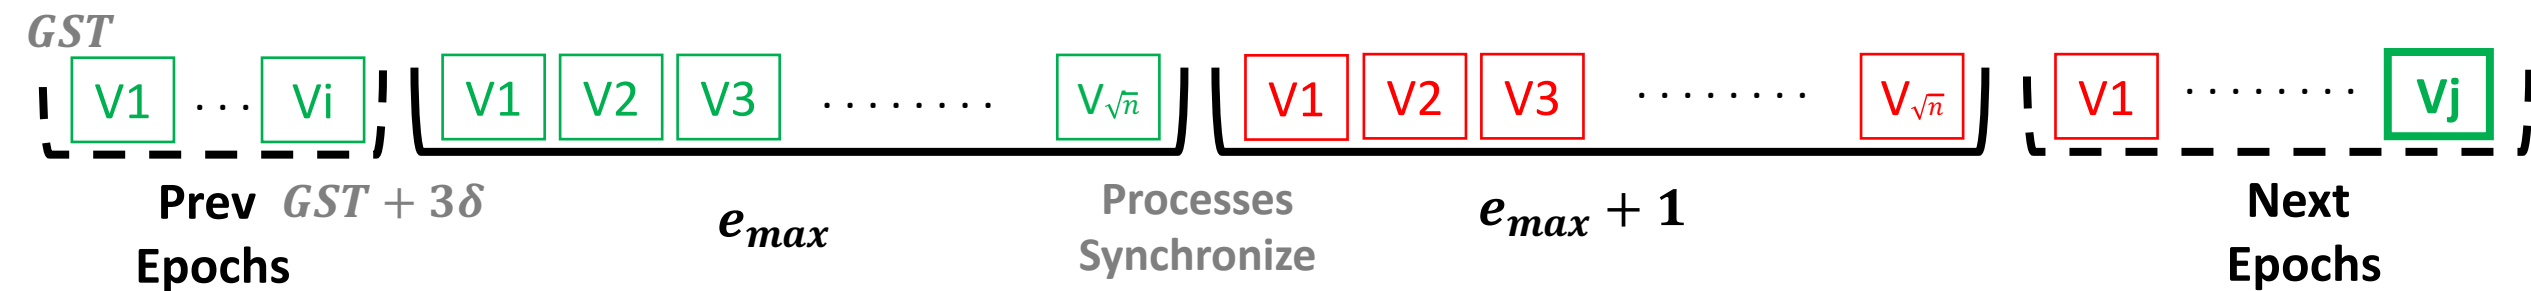 GST
V1 ... Vi V1 V2 V3 ........ V√n V1 V2 V3 ........ V√n V1 ........ Vj
Prev GST + 3δ e_max Processes e_max + 1 Next
Epochs Synchronize Epochs